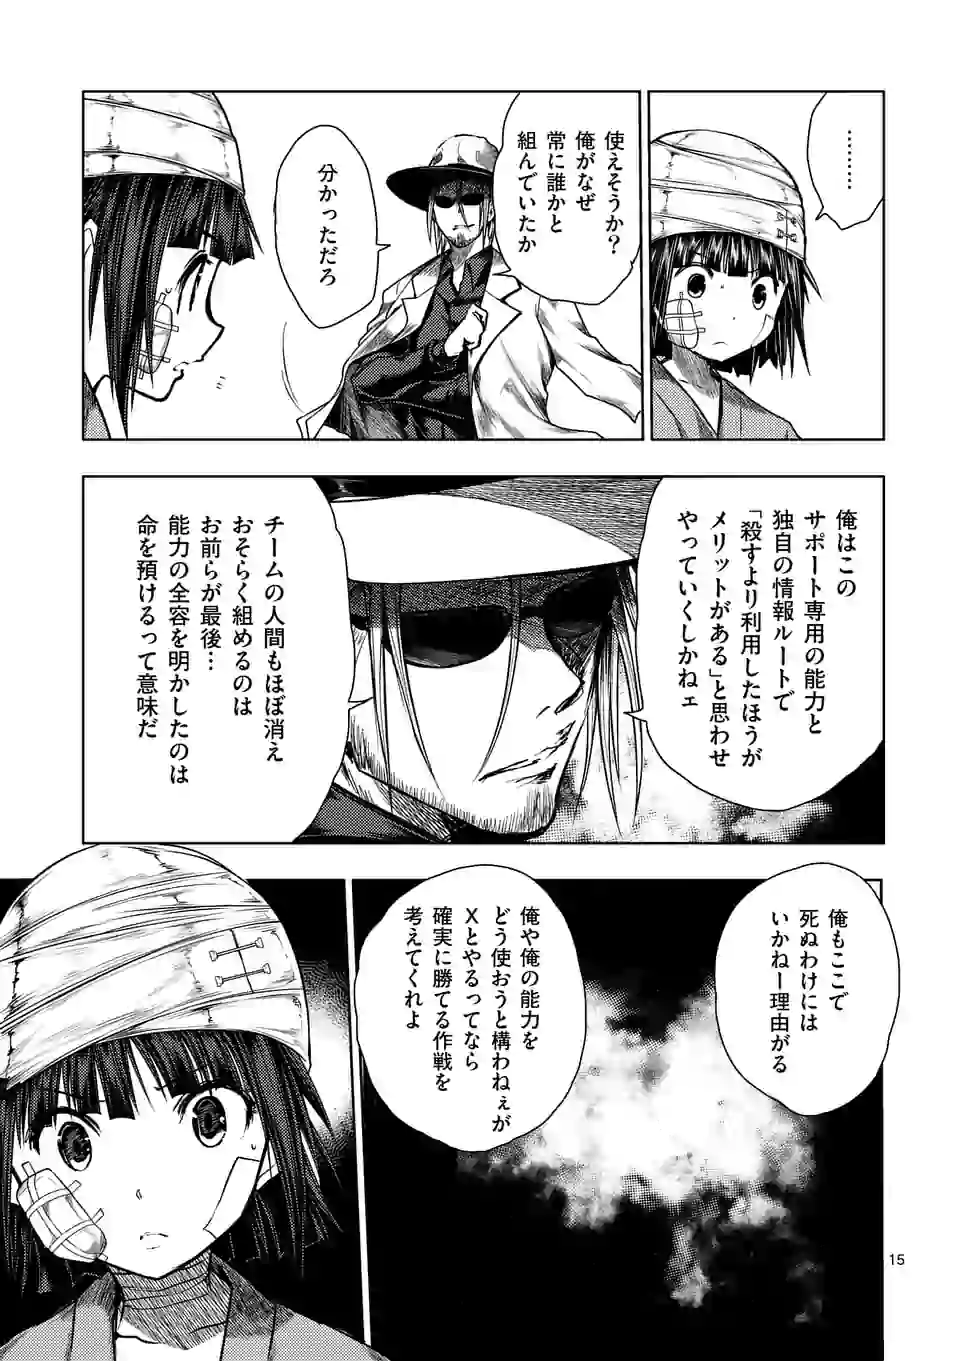 ………
使えそうか?
俺がなぜ
常に誰かと
組んでいたか
分かっただろ
俺はこの
サポート専用の能力と
独自の情報ルートで
「殺すより利用したほうが
メリットがある」と思わせ
やっていくしかねェ
チームの人間もほぼ消え
おそらく組めるのは
お前らが最後…
能力の全容を明かしたのは
命を預けるって意味だ
俺もここで
死ぬわけには
いかねー理由がる
俺や俺の能力を
どう使おうと構わねぇが
Xとやるってなら
確実に勝てる作戦を
考えてくれよ
15